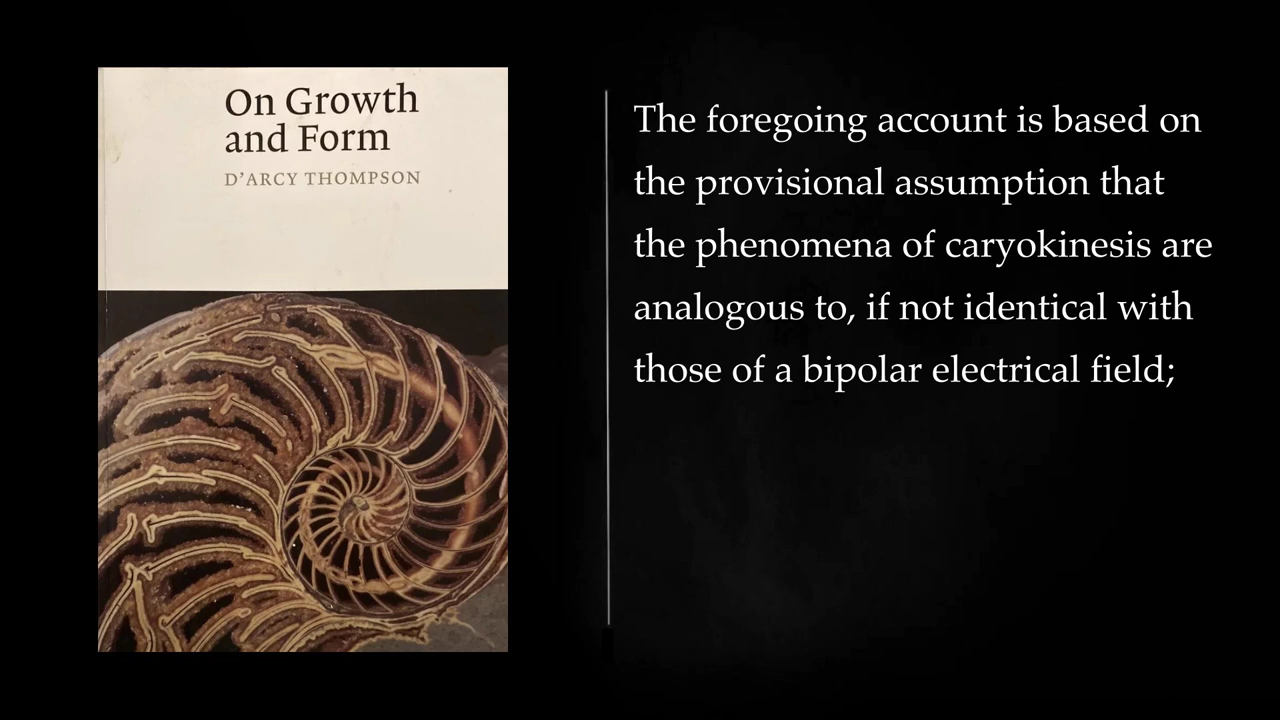 On Growth
and Form
D'ARCY THOMPSON
The foregoing account is based on
the provisional assumption that
the phenomena of caryokinesis are
analogous to, if not identical with
those of a bipolar electrical field;